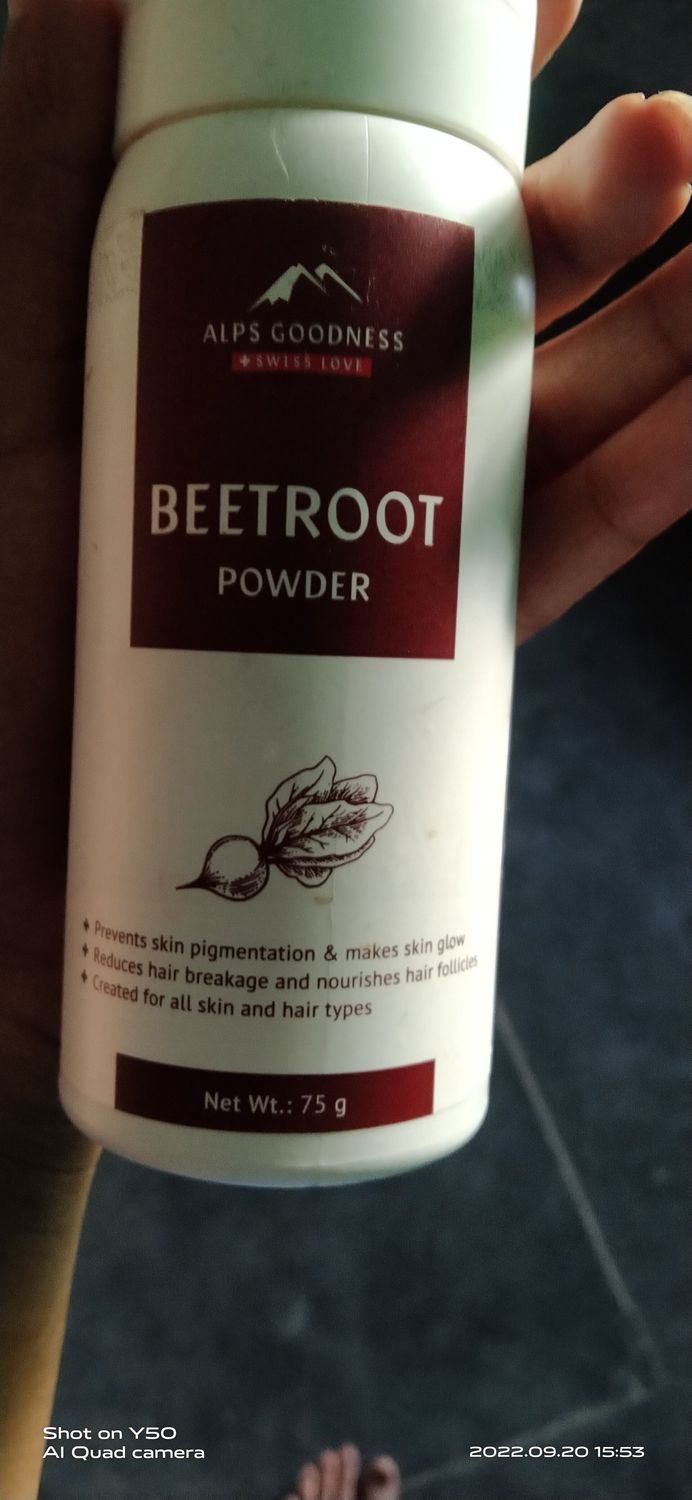 ALPS GOODNESS
+ SWISS LOVE
BEETROOT
POWDER
✦ Prevents skin pigmentation & makes skin glow
✦ Reduces hair breakage and nourishes hair follicles
✦ Created for all skin and hair types
Net Wt.: 75 g
Shot on Y50
AI Quad camera
2022.09.20 15:53